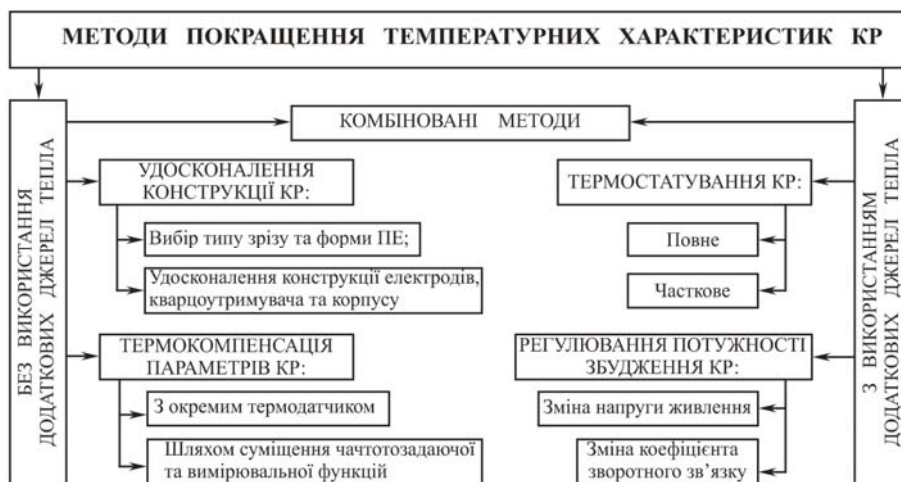 МЕТОДИ ПОКРАЩЕННЯ ТЕМПЕРАТУРНИХ ХАРАКТЕРИСТИК КР
БЕЗ ВИКОРИСТАННЯ
ДОДАТКОВИХ ДЖЕРЕЛ ТЕПЛА
КОМБІНОВАНІ МЕТОДИ
УДОСКОНАЛЕННЯ
КОНСТРУКЦІЇ КР:
Вибір типу зрізу та форми ПЕ;
Удосконалення конструкції електродів,
кварцоутримувача та корпусу
ТЕРМОКОМПЕНСАЦІЯ
ПАРАМЕТРІВ КР:
З окремим термодатчиком
Шляхом суміщення чачтотозадаючої
та вимірювальної функцій
ТЕРМОСТАТУВАННЯ КР:
Повне
Часткове
РЕГУЛЮВАННЯ ПОТУЖНОСТІ
ЗБУДЖЕННЯ КР:
Зміна напруги живлення
Зміна коефіцієнта
зворотного зв’язку
З ВИКОРИСТАННЯМ
ДОДАТКОВИХ ДЖЕРЕЛ ТЕПЛА